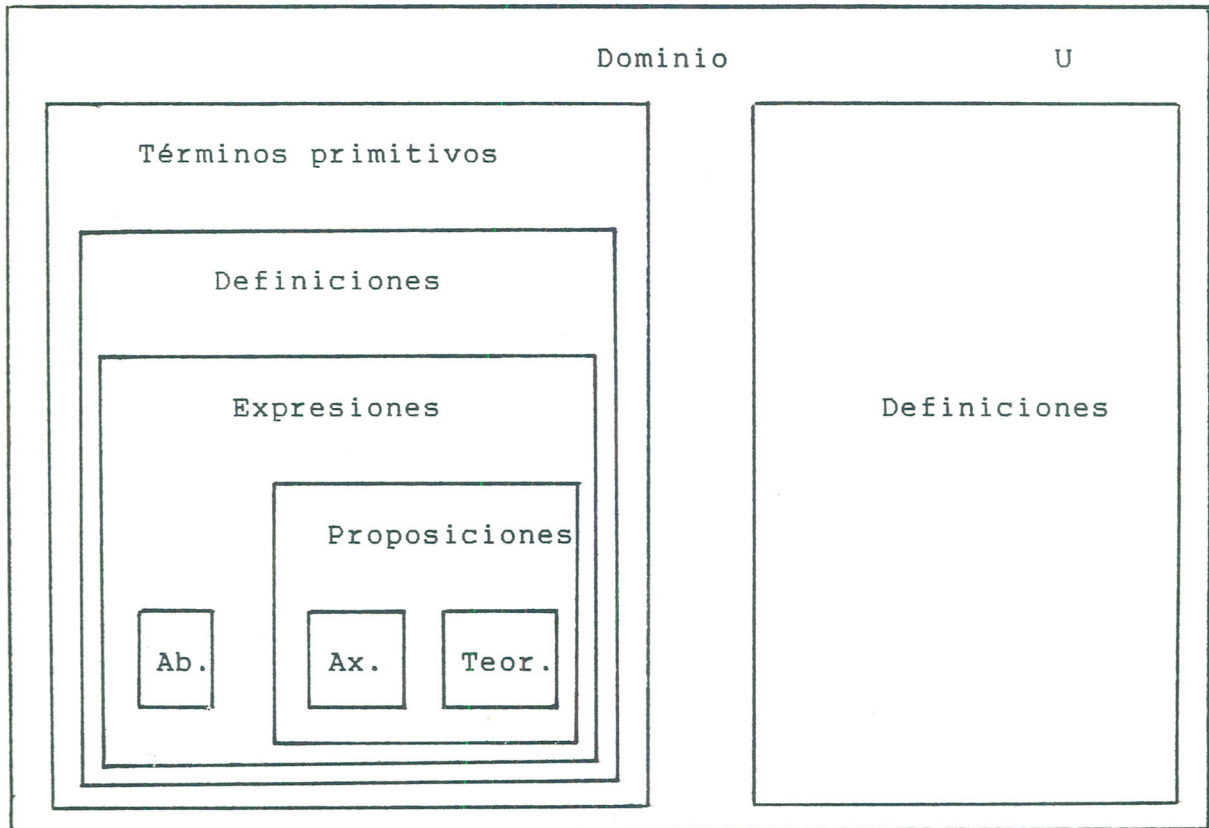 Dominio U
Términos primitivos
Definiciones
Expresiones
Definiciones
Proposiciones
Ab. Ax. Teor.